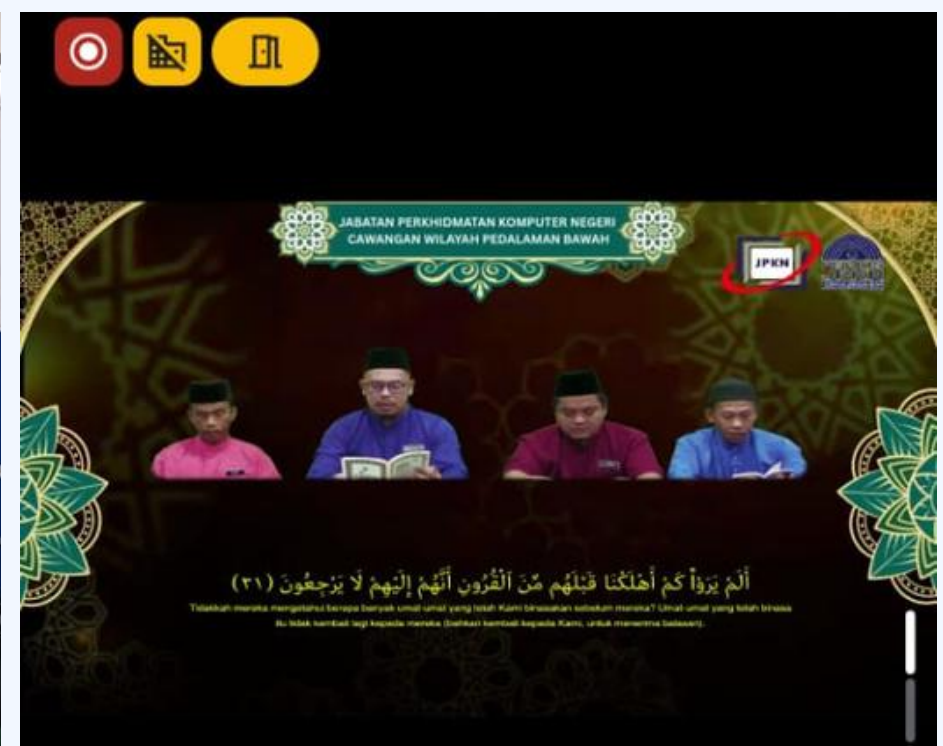 JABATAN PERKHIDMATAN KOMPUTER NEGERI
CAWANGAN WILAYAH PEDALAMAN BAWAH
JPKN
أَلَمْ يَرَوْاْ كَمْ أَهْلَكْنَا قَبْلَهُم مِّنَ ٱلْقُرُونِ أَنَّهُمْ إِلَيْهِمْ لَا يَرْجِعُونَ (٣١)
Tidakkah mereka mengetahui berapa banyak umat-umat yang telah Kami binasakan sebelum mereka? Umat-umat yang telah binasa
itu tidak kembali lagi kepada mereka (bahkan kembali kepada Kami, untuk menerima balasan).